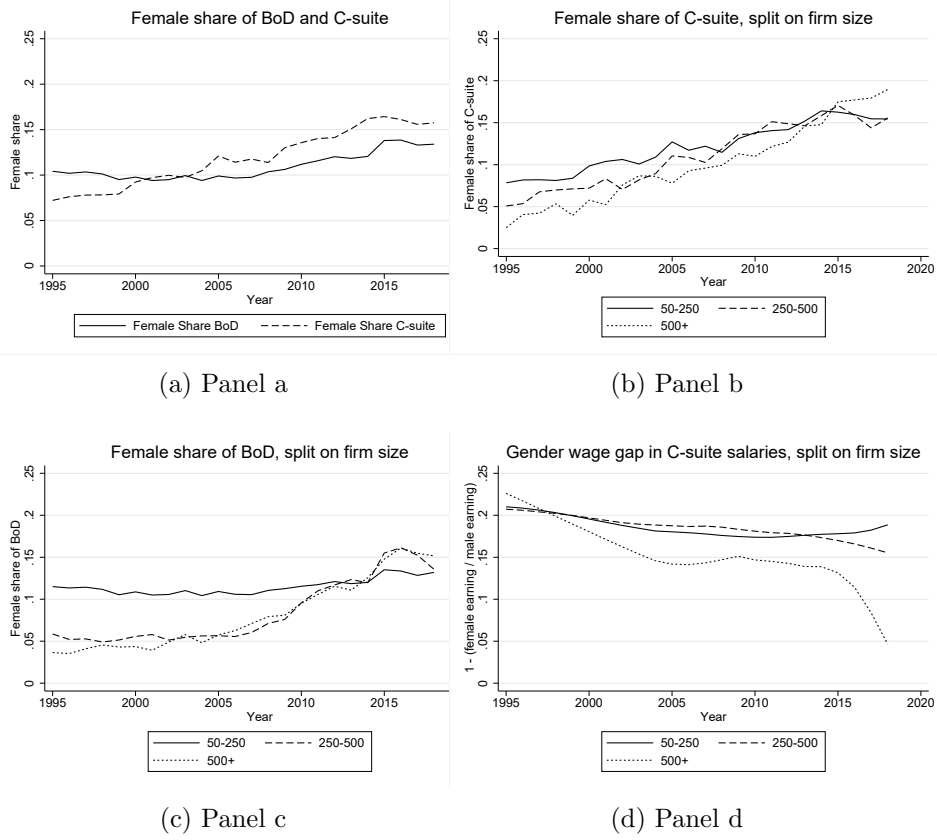 Female share of BoD and C-suite
Female share
.25
.2
.15
.1
.05
0
1995 2000 2005 2010 2015
Year
Female Share BoD Female Share C-suite
(a) Panel a
Female share of C-suite, split on firm size
Female share of C-suite
.25
.2
.15
.1
.05
0
1995 2000 2005 2010 2015 2020
Year
50-250 250-500
500+
(b) Panel b
Female share of BoD, split on firm size
Female share of BoD
.25
.2
.15
.1
.05
0
1995 2000 2005 2010 2015
Year
50-250 250-500
500+
(c) Panel c
Gender wage gap in C-suite salaries, split on firm size
1 - (female earning / male earning)
.25
.2
.15
.1
.05
0
1995 2000 2005 2010 2015 2020
Year
50-250 250-500
500+
(d) Panel d